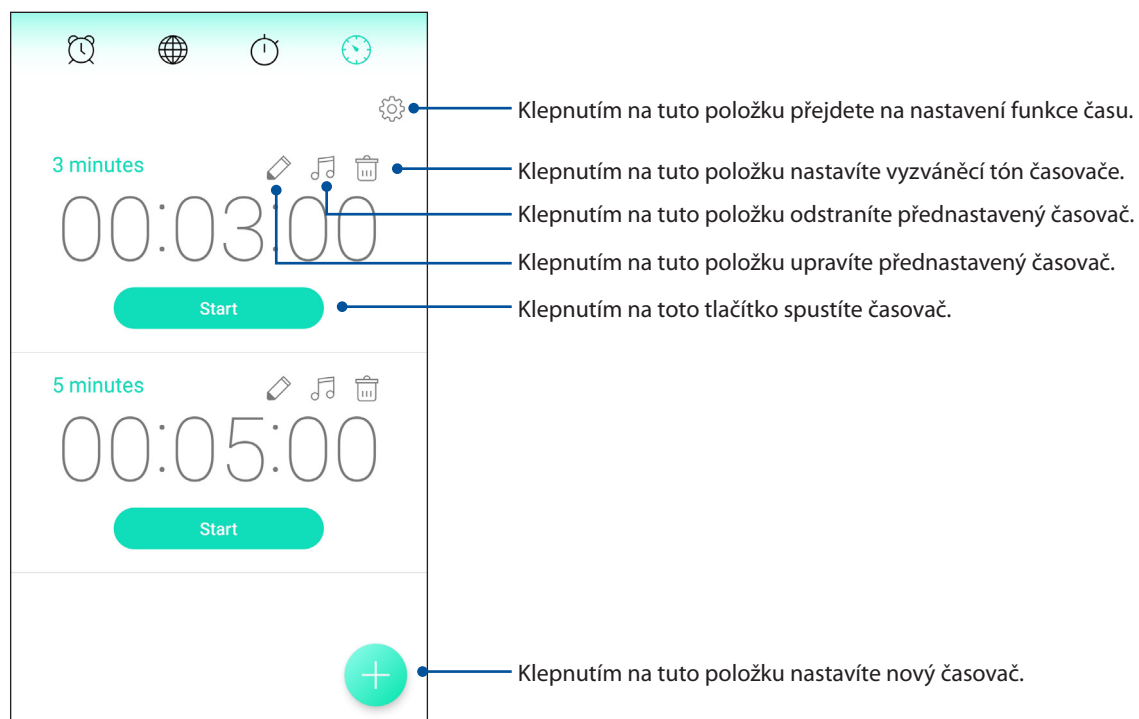 Klepnutím na tuto položku přejdete na nastavení funkce času.
3 minutes
Klepnutím na tuto položku nastavíte vyzváněcí tón časovače.
00:03:00
Klepnutím na tuto položku odstraníte přednastavený časovač.
Klepnutím na tuto položku upravíte přednastavený časovač.
Start
Klepnutím na toto tlačítko spustíte časovač.
5 minutes
00:05:00
Start
Klepnutím na tuto položku nastavíte nový časovač.